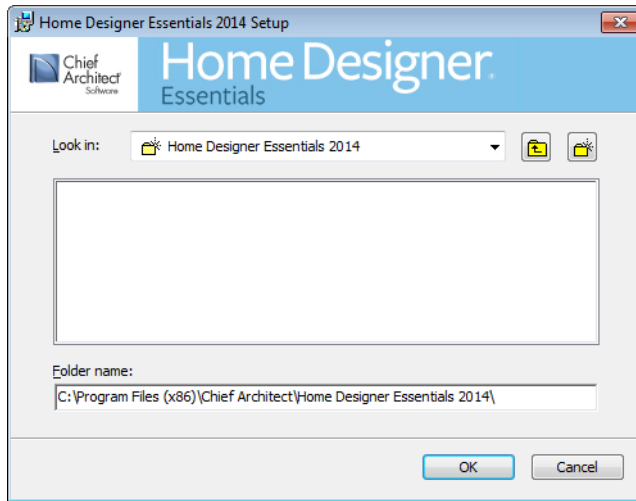 Home Designer Essentials 2014 Setup
Chief
Architect
Software
Home Designer®
Essentials
Look in:
Home Designer Essentials 2014
Folder name:
C:\Program Files (x86)\Chief Architect\Home Designer Essentials 2014\
OK
Cancel